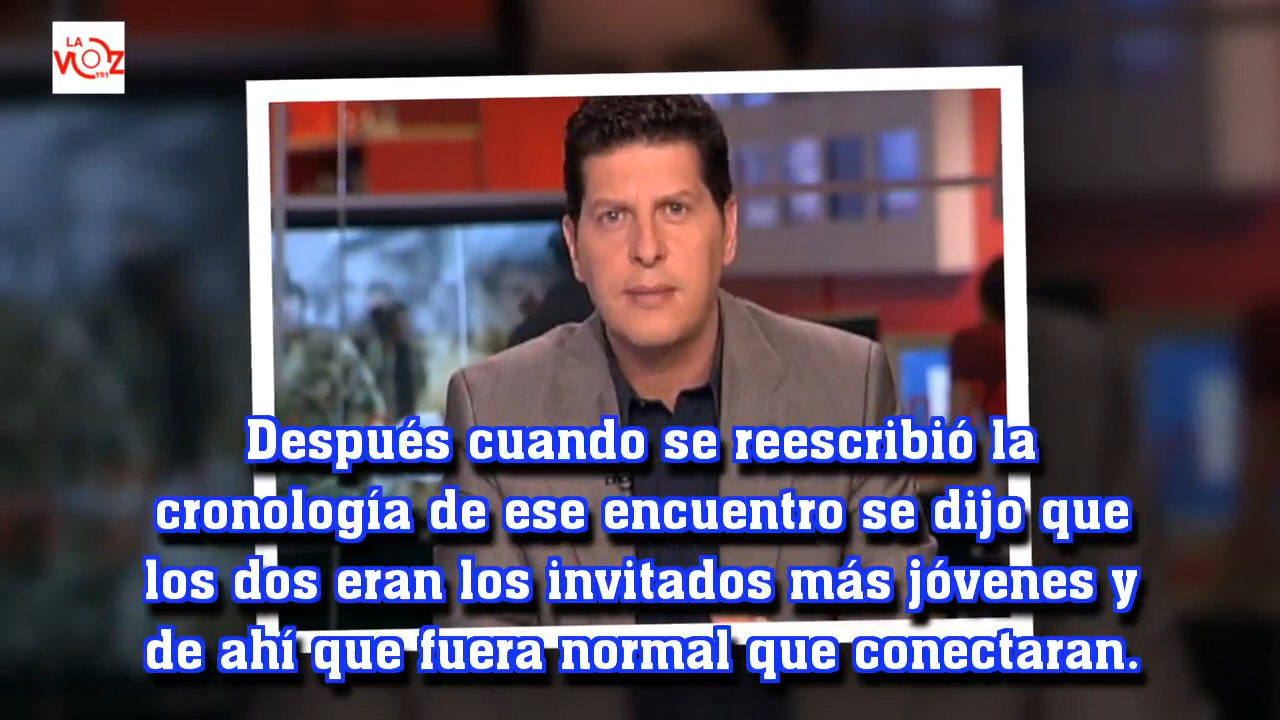 LA
VOZ
191
Después cuando se reescribió la
cronología de ese encuentro se dijo que
los dos eran los invitados más jóvenes y
de ahí que fuera normal que conectaran.